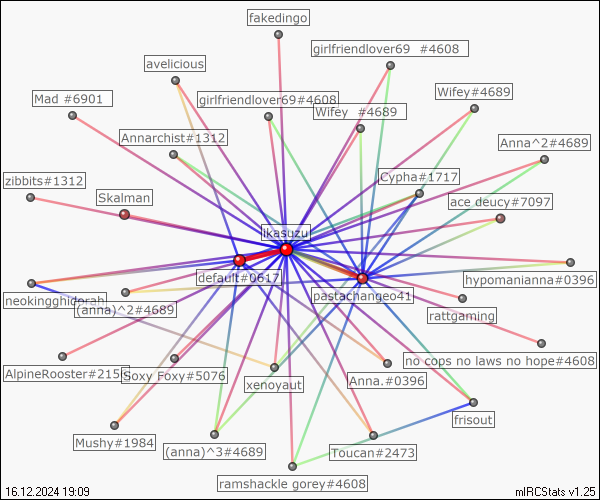 fakedingo
girlfriendlover69 #4608
avelicious
Mad #6901
girlfriendlover69#4608
Wifey #4689
Wifey#4689
Annarchist#1312
Anna^2#4689
zibbits#1312
Cypha#1717
Skalman
ace deucy#7097
ikasuzu
default#0617
hypomanianna#0396
pastachangeo41
neokingghidorah
(anna)^2#4689
rattgaming
AlpineRooster#215
Soxy Foxy#5076
no cops no laws no hope#4608
xenoyaut
Anna.#0396
frisout
Mushy#1984
(anna)^3#4689
Toucan#2473
ramshackle gorey#4608
16.12.2024 19:09
mIRCStats v1.25